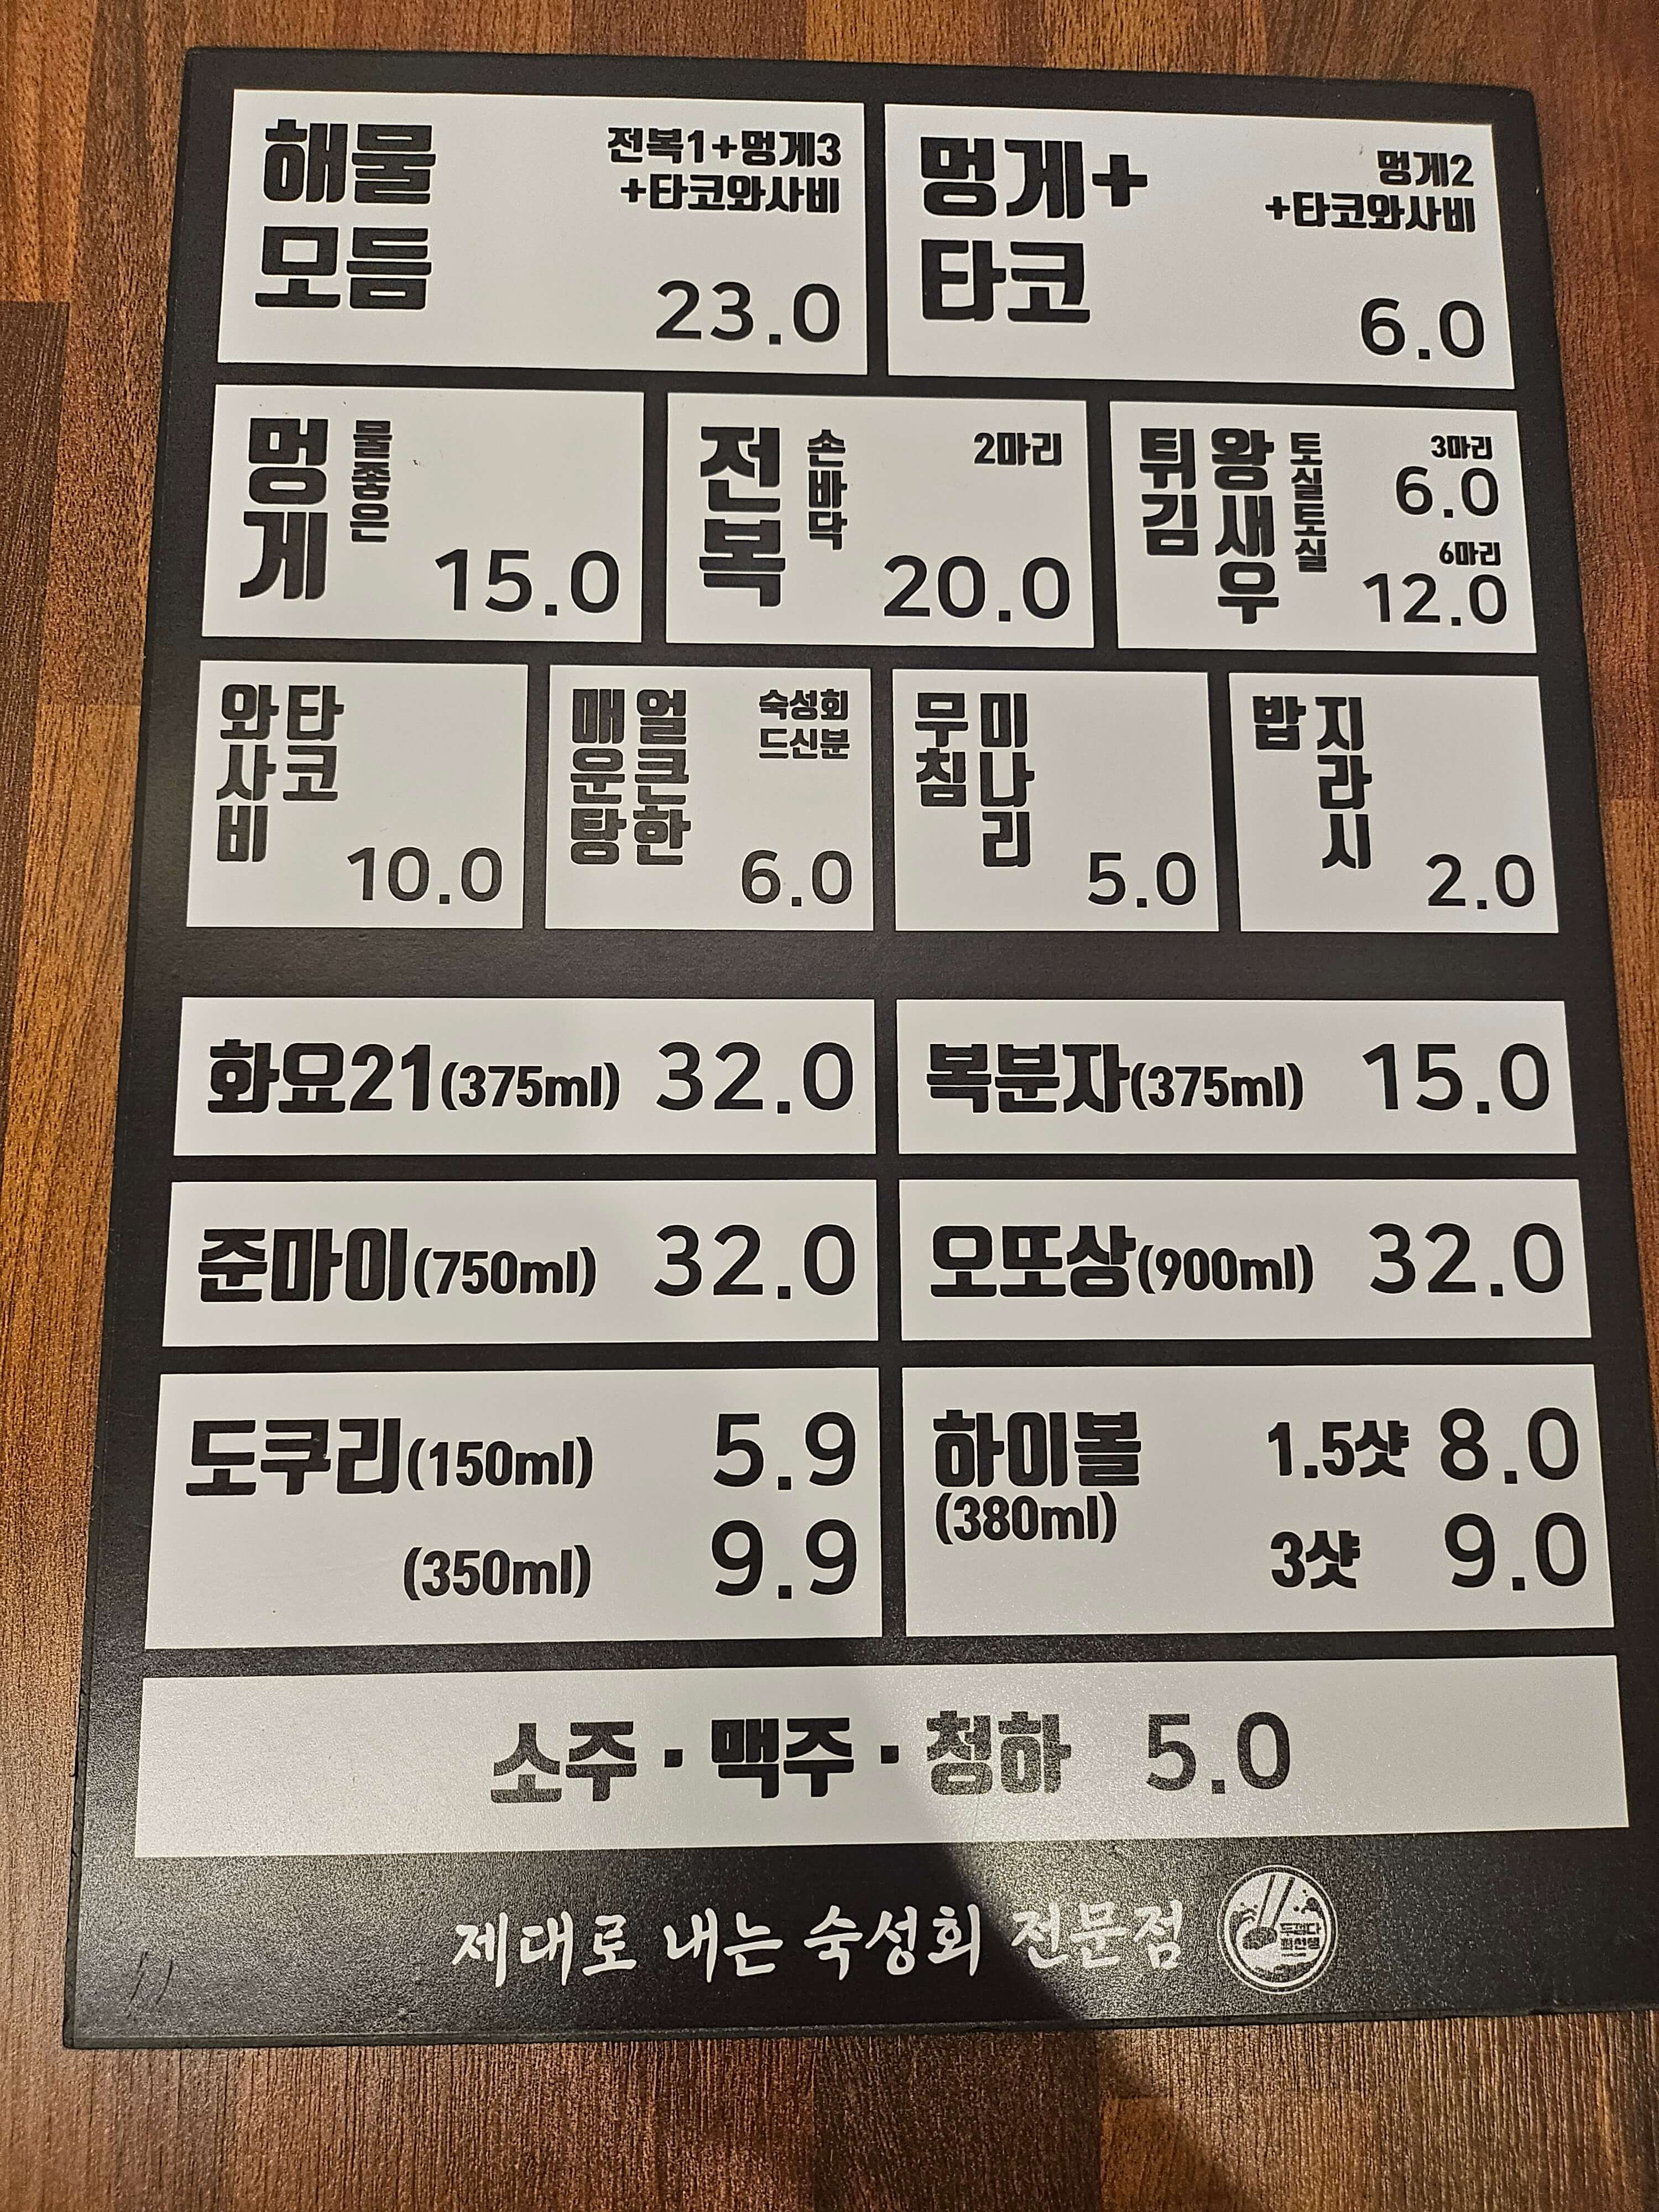 해물
모듬
전복1+멍게3
+타코와사비
23.0
멍게+
타코
멍게2
+타코와사비
6.0
물좋은
멍게
15.0
손바닥
전복
2마리
20.0
토실토실
왕새우
튀김
3마리
6.0
6마리
12.0
타코
와사비
10.0
얼큰한
매운탕
숙성회
드신분
6.0
미나리
무침
5.0
지라시
밥
2.0
화요21(375ml) 32.0
복분자(375ml) 15.0
준마이(750ml) 32.0
오또상(900ml) 32.0
도쿠리(150ml) 5.9
(350ml) 9.9
하이볼 1.5샷 8.0
(380ml)
3샷 9.0
소주·맥주·청하 5.0
제대로 내는 숙성회 전문점
회선생